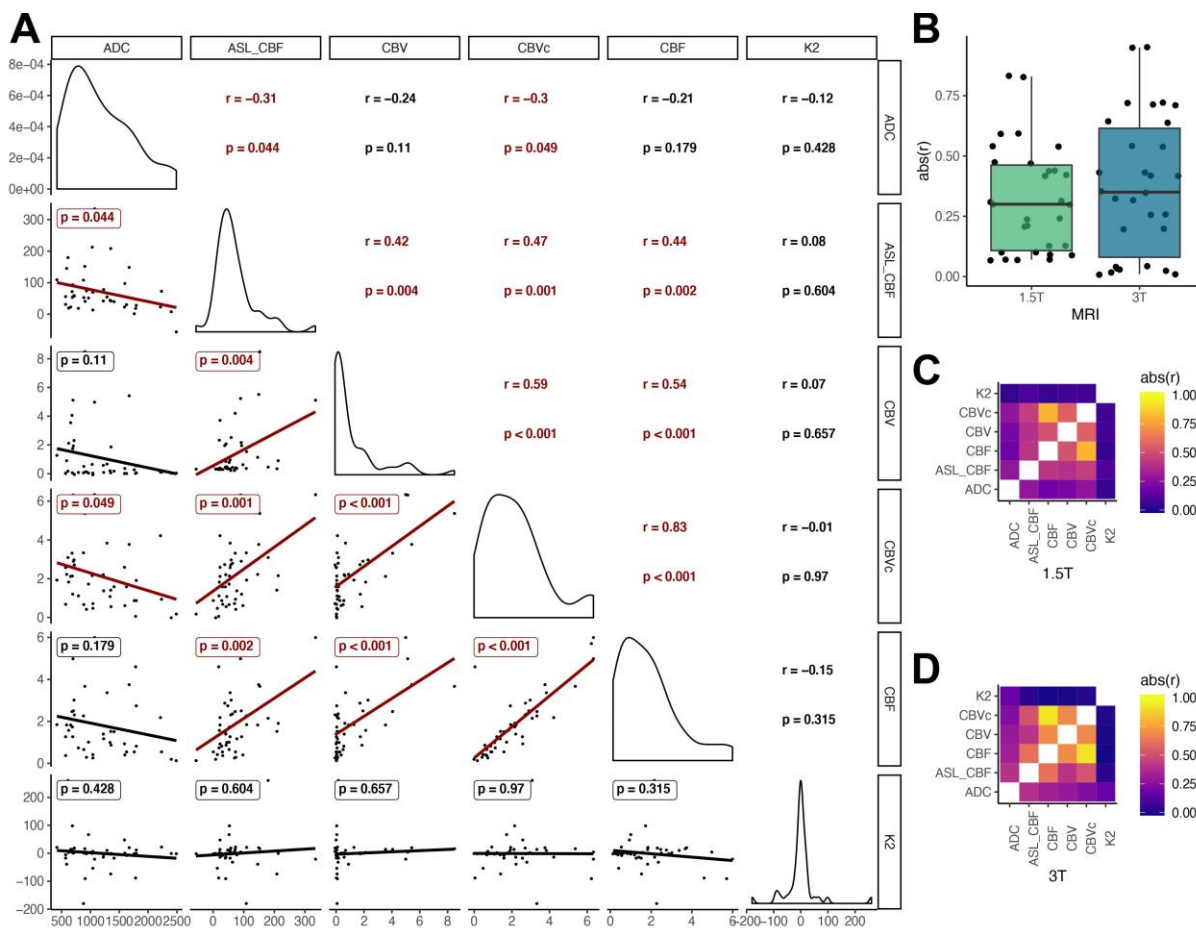 A
ADC ASL_CBF CBV CBVc CBF K2
8e−04
6e−04
4e−04
2e−04
0e+00
r = −0.31 r = −0.24 r = −0.3 r = −0.21 r = −0.12
p = 0.044 p = 0.11 p = 0.049 p = 0.179 p = 0.428
ADC
300
200
100
0
p = 0.044
r = 0.42 r = 0.47 r = 0.44 r = 0.08
p = 0.004 p = 0.001 p = 0.002 p = 0.604
ASL_CBF
8
6
4
2
0
p = 0.11 p = 0.004
r = 0.59 r = 0.54 r = 0.07
p < 0.001 p < 0.001 p = 0.657
CBV
6
4
2
0
p = 0.049 p = 0.001 p < 0.001
r = 0.83 r = −0.01
p < 0.001 p = 0.97
CBVc
6
4
2
0
p = 0.179 p = 0.002 p < 0.001 p < 0.001
r = −0.15
p = 0.315
CBF
200
100
0
−100
−200
p = 0.428 p = 0.604 p = 0.657 p = 0.97 p = 0.315
K2
500 1000 1500 2000 2500 0 100 200 300 0 2 4 6 8 0 2 4 6 0 2 4 6 −200 −100 0 100 200
B
abs(r)
0.75
0.50
0.25
0.00
1.5T 3T
MRI
C
K2
CBVc
CBV
CBF
ASL_CBF
ADC
ADC ASL_CBF CBF CBV CBVc K2
1.5T
abs(r)
1.00
0.75
0.50
0.25
0.00
D
K2
CBVc
CBV
CBF
ASL_CBF
ADC
ADC ASL_CBF CBF CBV CBVc K2
3T
abs(r)
1.00
0.75
0.50
0.25
0.00